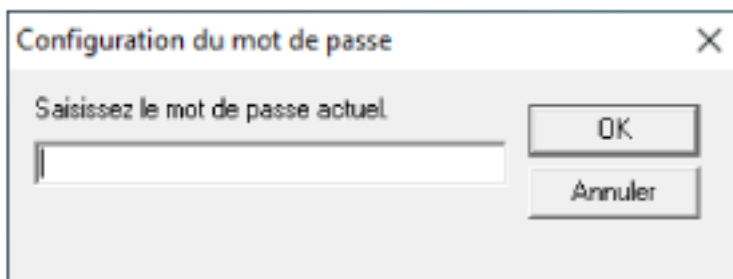 Configuration du mot de passe
Saisissez le mot de passe actuel.
OK
Annuler